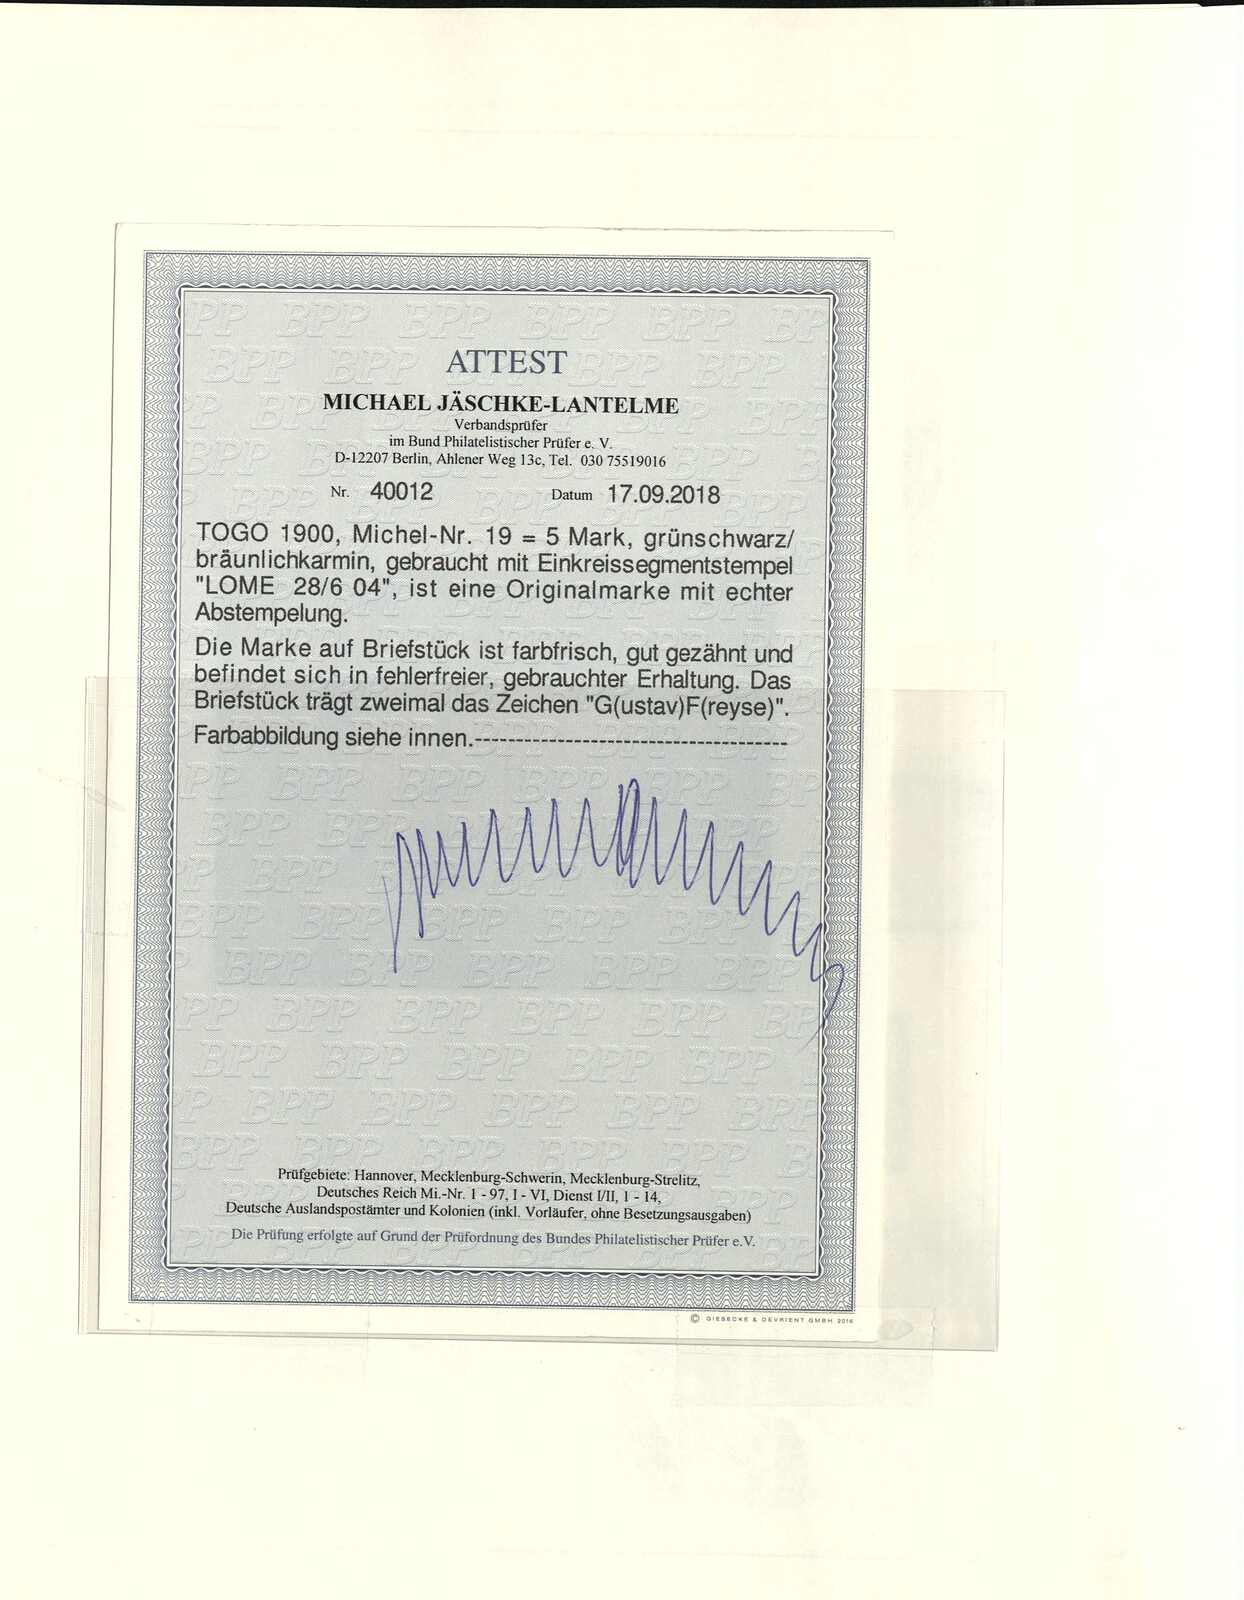 ATTEST
MICHAEL JÄSCHKE-LANTELME
Verbandsprüfer
im Bund Philatelistischer Prüfer e. V.
D-12207 Berlin, Ahlener Weg 13c, Tel. 030 75519016
Nr. 40012 Datum 17.09.2018
TOGO 1900, Michel-Nr. 19 = 5 Mark, grünschwarz/
bräunlichkarmin, gebraucht mit Einkreissegmentstempel
"LOME 28/6 04", ist eine Originalmarke mit echter
Abstempelung.
Die Marke auf Briefstück ist farbfrisch, gut gezähnt und
befindet sich in fehlerfreier, gebrauchter Erhaltung. Das
Briefstück trägt zweimal das Zeichen "G(ustav)F(reyse)".
Farbabbildung siehe innen.--------------------------------------
Prüfgebiete: Hannover, Mecklenburg-Schwerin, Mecklenburg-Strelitz,
Deutsches Reich Mi.-Nr. 1 - 97, I - VI, Dienst I/II, 1 - 14,
Deutsche Auslandspostämter und Kolonien (inkl. Vorläufer, ohne Besetzungsausgaben)
Die Prüfung erfolgte auf Grund der Prüfordnung des Bundes Philatelistischer Prüfer e.V.
© GIESECKE & DEVRIENT GMBH 2016